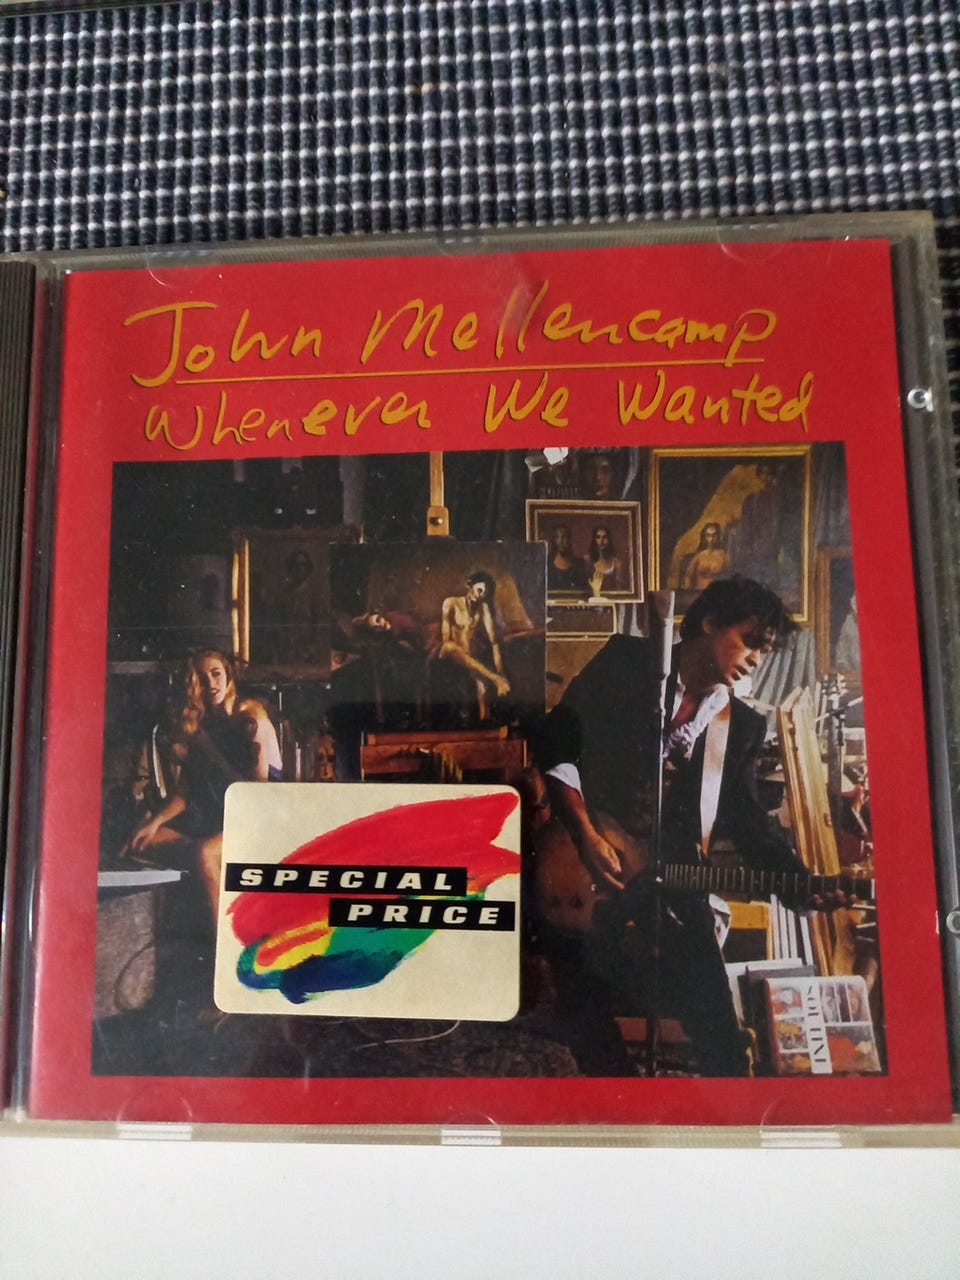 John Mellencamp
Whenever We Wanted
SPECIAL
PRICE